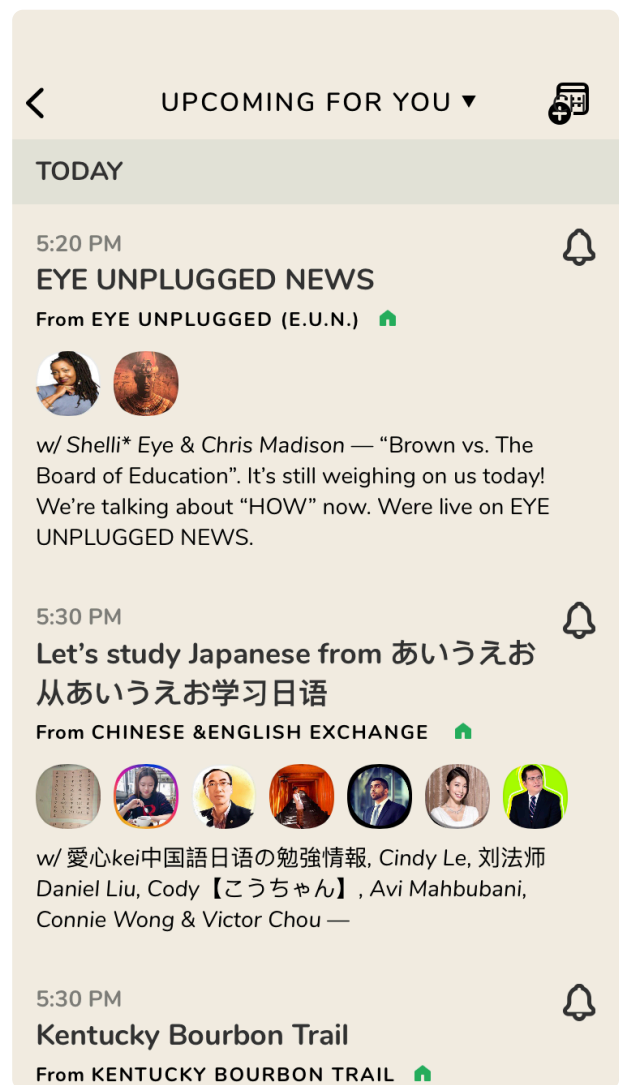 UPCOMING FOR YOU ▼
TODAY
5:20 PM
EYE UNPLUGGED NEWS
From EYE UNPLUGGED (E.U.N.)
w/ Shelli* Eye & Chris Madison — “Brown vs. The
Board of Education”. It’s still weighing on us today!
We’re talking about “HOW” now. Were live on EYE
UNPLUGGED NEWS.
5:30 PM
Let’s study Japanese from あいうえお
从あいうえお学习日语
From CHINESE &ENGLISH EXCHANGE
w/ 愛心kei中国語日语の勉強情報, Cindy Le, 刘法师
Daniel Liu, Cody【こうちゃん】, Avi Mahbubani,
Connie Wong & Victor Chou —
5:30 PM
Kentucky Bourbon Trail
From KENTUCKY BOURBON TRAIL